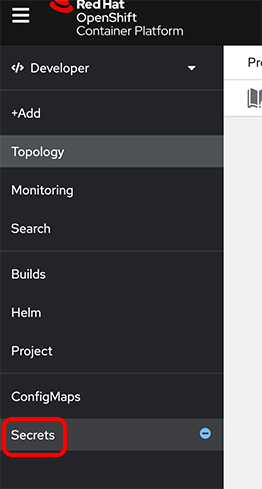 Red Hat
OpenShift
Container Platform
</> Developer
Pr
+Add
Topology
Monitoring
Search
Builds
Helm
Project
ConfigMaps
Secrets